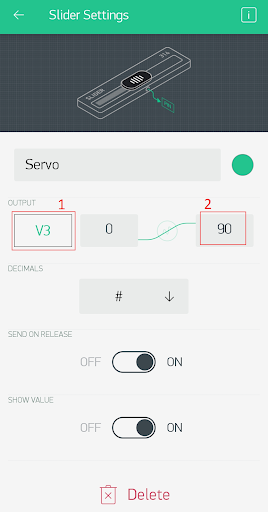 Slider Settings
SLIDER
Servo
OUTPUT
1
2
V3
0
90
DECIMALS
#
SEND ON RELEASE
OFF
ON
SHOW VALUE
OFF
ON
Delete